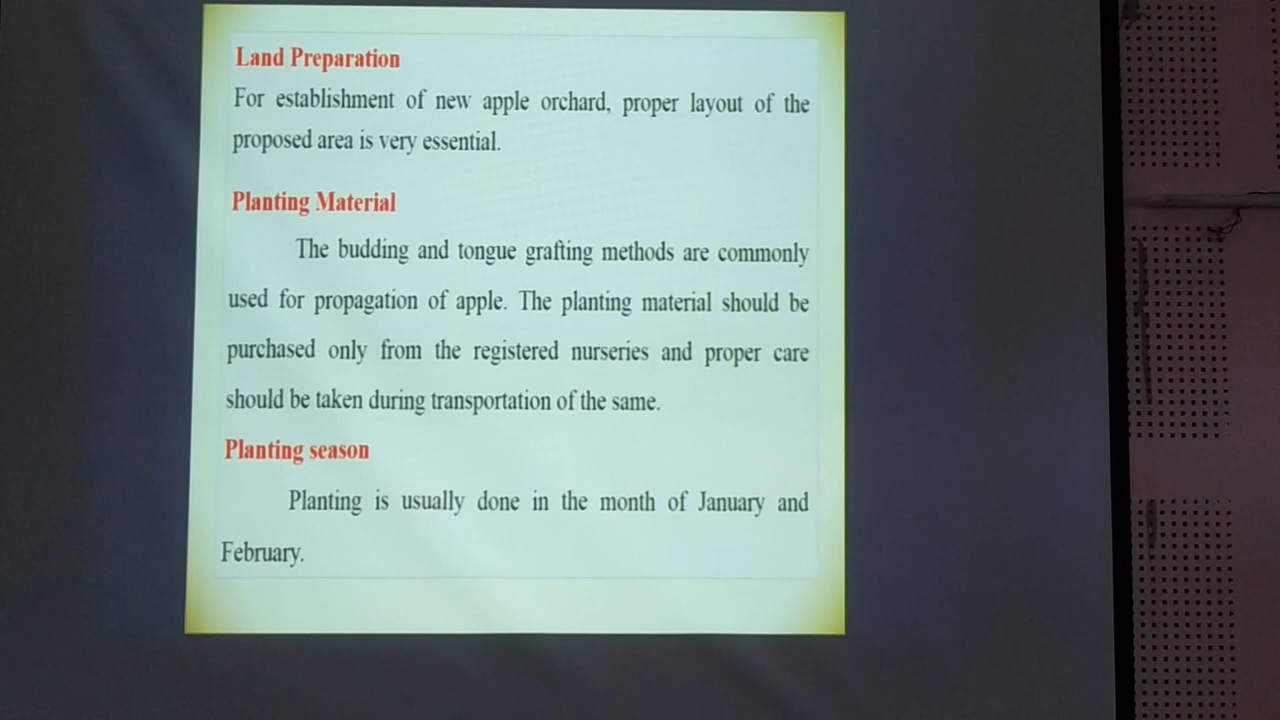 Land Preparation
For establishment of new apple orchard, proper layout of the
proposed area is very essential.
Planting Material
The budding and tongue grafting methods are commonly
used for propagation of apple. The planting material should be
purchased only from the registered nurseries and proper care
should be taken during transportation of the same.
Planting season
Planting is usually done in the month of January and
February.